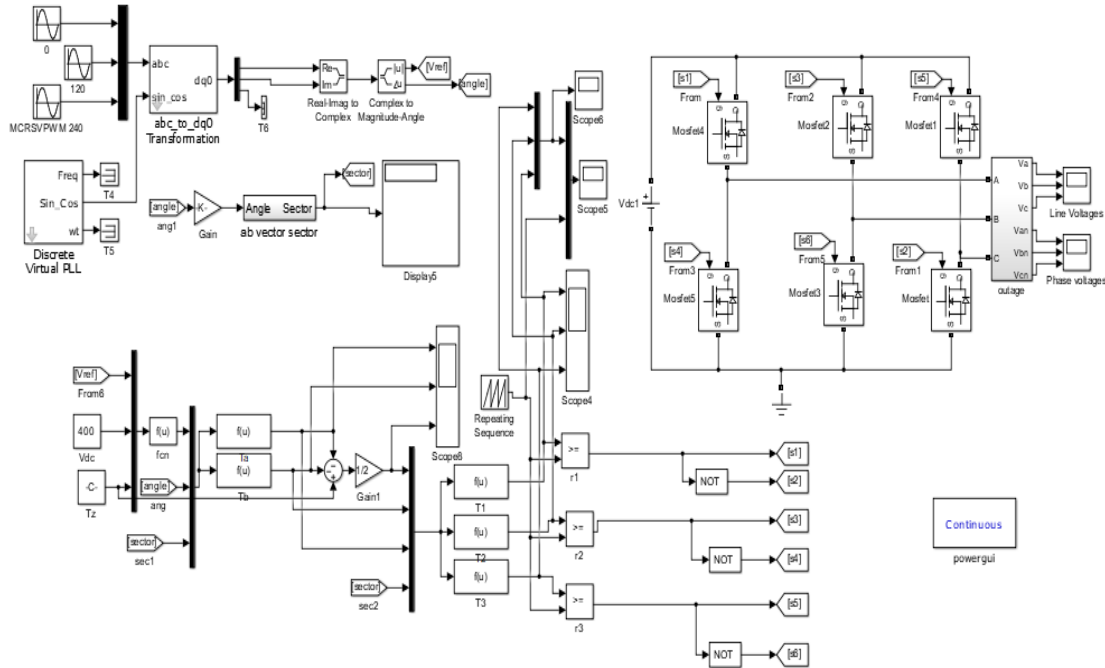 0
120
MCRSVPWM 240
abc
sin_cos
dq0
abc_to_dq0
Transformation
T6
Re
Im
Real-Imag to
Complex
|u|
Complex to
Magnitude-Angle
[Vref]
[angle]
Freq
Sin_Cos
wt
T4
T5
Discrete
Virtual PLL
[angle]
ang1
-K-
Gain
Angle Sector
ab vector sector
[sector]
Display5
Scope6
Scope5
Scope4
[s1]
From
Mosfet4
[s3]
From2
Mosfet2
[s5]
From4
Mosfet1
Vdc1
[s4]
From3
Mosfet5
[s6]
From5
Mosfet3
[s2]
From1
Mosfet
g
S
A
B
C
Va
Vb
Vc
Van
Vbn
Vcn
outage
Line Voltages
Phase voltages
[Vref]
From6
400
Vdc
-C-
Tz
f(u)
fcn
[angle]
ang
[sector]
sec1
f(u)
Ta
f(u)
Tb
1/2
Gain1
Scope8
[sector]
sec2
Repeating
Sequence
f(u)
T1
f(u)
T2
f(u)
T3
>=
r1
>=
r2
>=
r3
NOT
NOT
NOT
[s1]
[s2]
[s3]
[s4]
[s5]
[s6]
Continuous
powergui